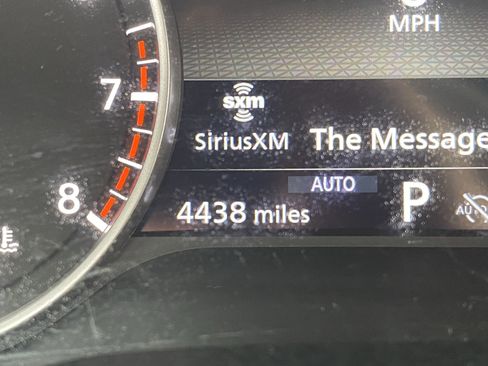 MPH
7
sxm
SiriusXM The Message
AUTO
8
4438 miles P